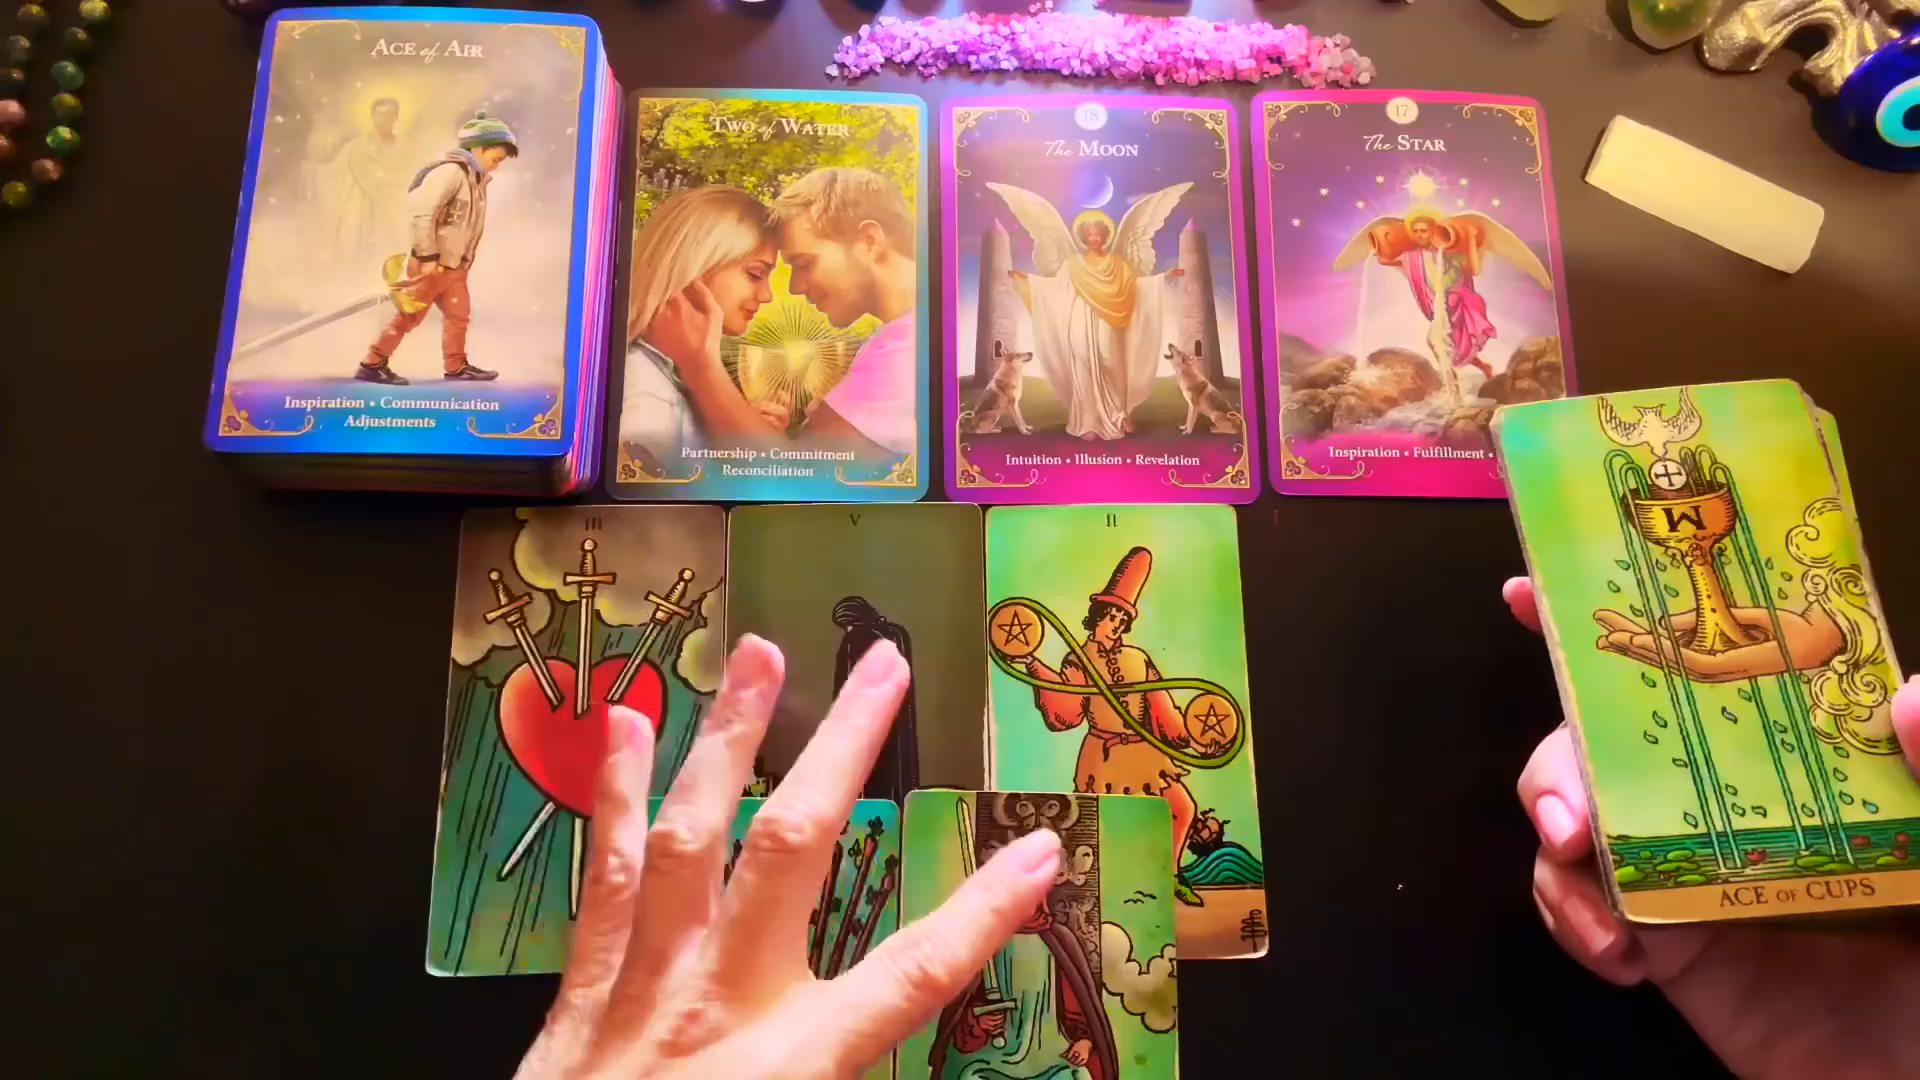 ACE of AIR
Inspiration • Communication
Adjustments
TWO of WATER
Partnership • Commitment
Reconciliation
18
The MOON
Intuition • Illusion • Revelation
17
The STAR
Inspiration • Fulfillment •
III
V
II
M
ACE OF CUPS